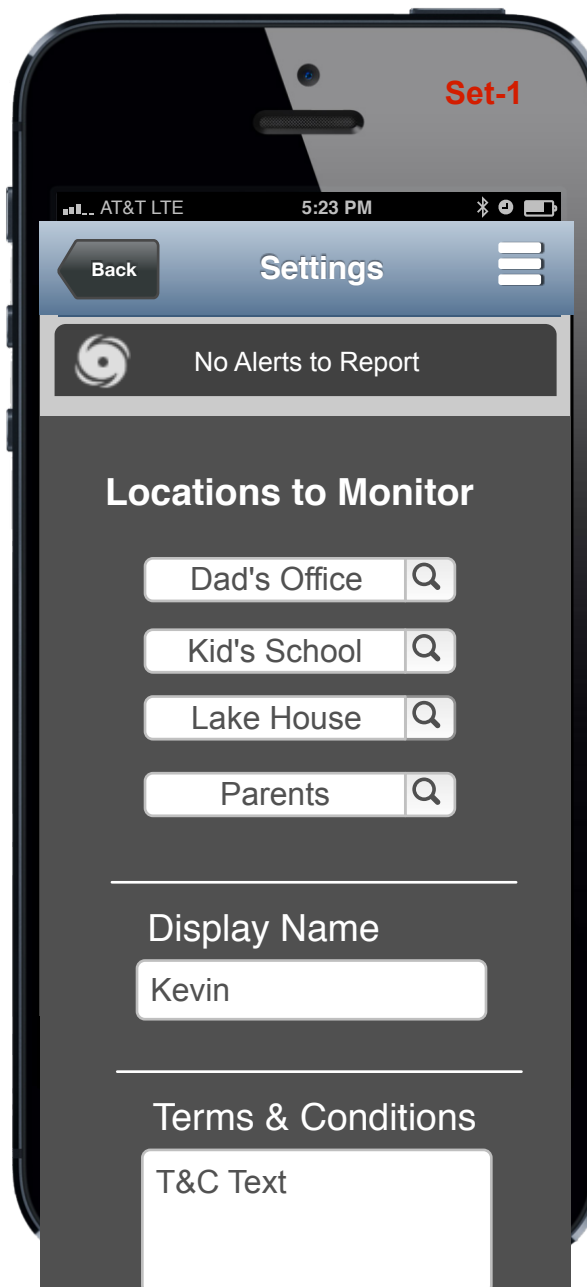 Set-1
AT&T LTE 5:23 PM
Back Settings
No Alerts to Report
Locations to Monitor
Dad's Office
Kid's School
Lake House
Parents
Display Name
Kevin
Terms & Conditions
T&C Text